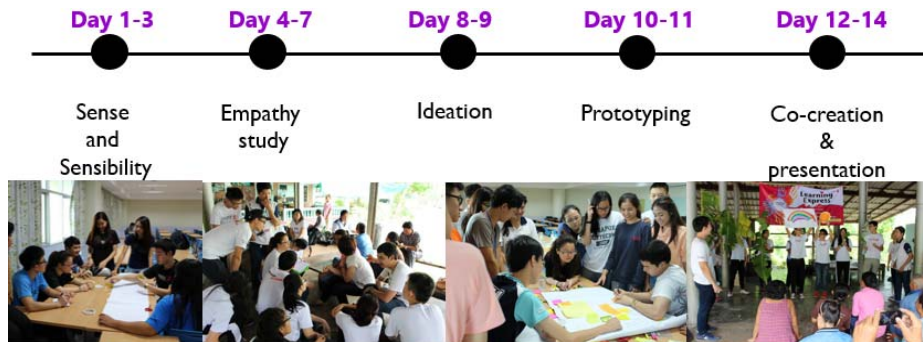 Day 1-3
Day 4-7
Day 8-9
Day 10-11
Day 12-14
Sense
and
Sensibility
Empathy
study
Ideation
Prototyping
Co-creation
&
presentation
Learning
Express